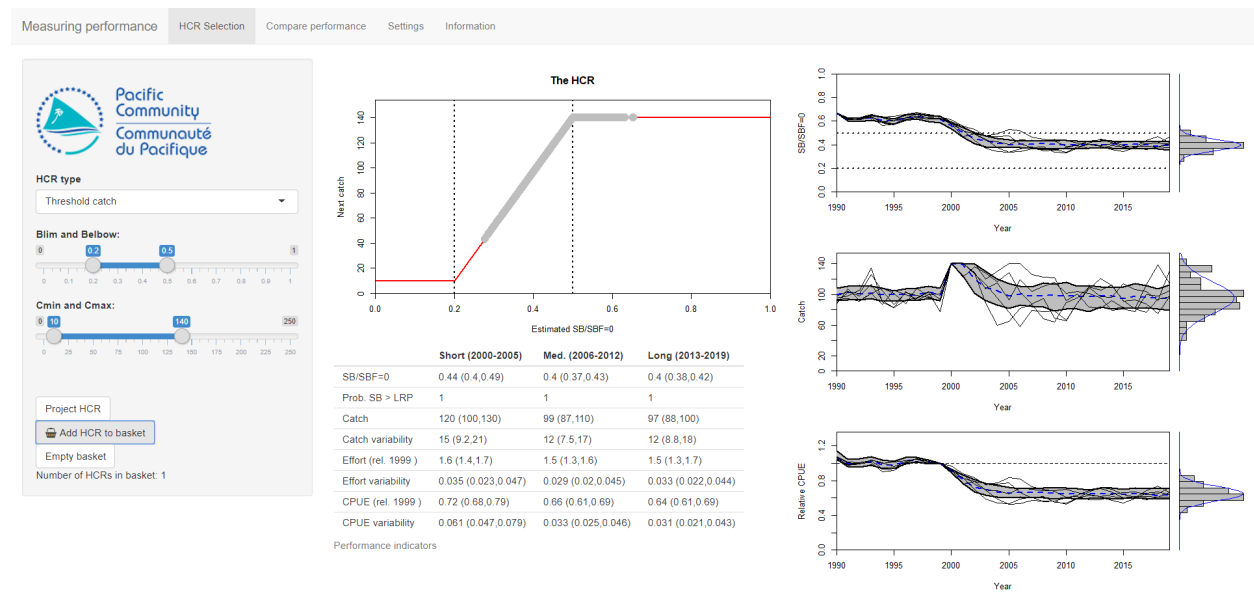 Measuring performance HCR Selection Compare performance Settings Information
Pacific
Community
Communauté
du Pacifique
HCR type
Threshold catch
Blim and Belbow:
0 0.2 0.5 1
0 0.1 0.2 0.3 0.4 0.5 0.6 0.7 0.8 0.9 1
Cmin and Cmax:
0 10 140 250
0 25 50 75 100 125 150 175 200 225 250
Project HCR
Add HCR to basket
Empty basket
Number of HCRs in basket: 1
The HCR
Next catch
0 20 40 60 80 100 120 140
0.0 0.2 0.4 0.6 0.8 1.0
Estimated SB/SBF=0
Short (2000-2005) Med. (2006-2012) Long (2013-2019)
SB/SBF=0 0.44 (0.4,0.49) 0.4 (0.37,0.43) 0.4 (0.38,0.42)
Prob. SB > LRP 1 1 1
Catch 120 (100,130) 99 (87,110) 97 (88,100)
Catch variability 15 (9.2,21) 12 (7.5,17) 12 (8.8,18)
Effort (rel. 1999 ) 1.6 (1.4,1.7) 1.5 (1.3,1.6) 1.5 (1.3,1.7)
Effort variability 0.035 (0.023,0.047) 0.029 (0.02,0.045) 0.033 (0.022,0.044)
CPUE (rel. 1999 ) 0.72 (0.68,0.79) 0.66 (0.61,0.69) 0.64 (0.61,0.69)
CPUE variability 0.061 (0.047,0.079) 0.033 (0.025,0.046) 0.031 (0.021,0.043)
Performance indicators
SB/SBF=0
0.0 0.2 0.4 0.6 0.8 1.0
1990 1995 2000 2005 2010 2015
Year
Catch
0 20 60 100 140
1990 1995 2000 2005 2010 2015
Year
Relative CPUE
0.0 0.4 0.8 1.2
1990 1995 2000 2005 2010 2015
Year